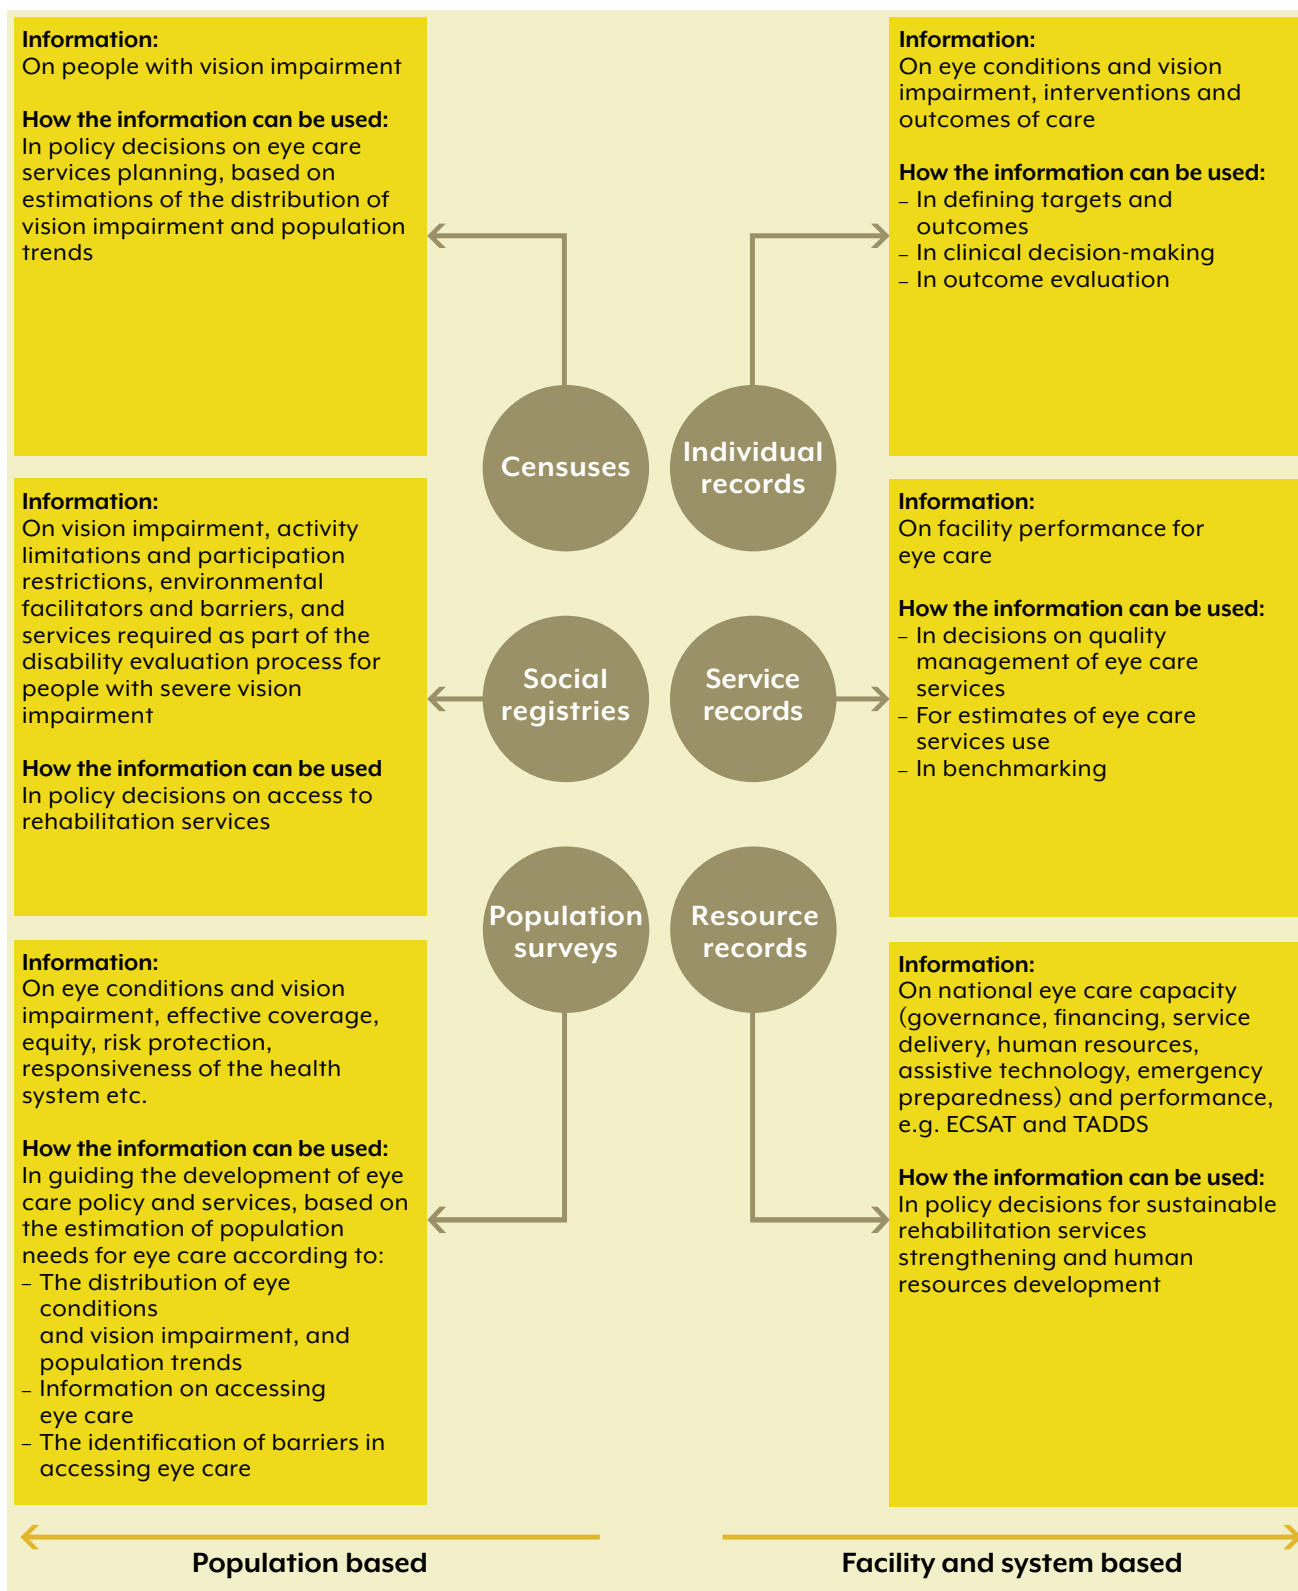 Information:
On people with vision impairment
How the information can be used:
In policy decisions on eye care
services planning, based on
estimations of the distribution of
vision impairment and population
trends
Information:
On vision impairment, activity
limitations and participation
restrictions, environmental
facilitators and barriers, and
services required as part of the
disability evaluation process for
people with severe vision
impairment
How the information can be used
In policy decisions on access to
rehabilitation services
Information:
On eye conditions and vision
impairment, effective coverage,
equity, risk protection,
responsiveness of the health
system etc.
How the information can be used:
In guiding the development of eye
care policy and services, based on
the estimation of population
needs for eye care according to:
– The distribution of eye
conditions
and vision impairment, and
population trends
– Information on accessing
eye care
– The identification of barriers in
accessing eye care
Censuses
Social
registries
Population
surveys
Individual
records
Service
records
Resource
records
Information:
On eye conditions and vision
impairment, interventions and
outcomes of care
How the information can be used:
– In defining targets and
outcomes
– In clinical decision-making
– In outcome evaluation
Information:
On facility performance for
eye care
How the information can be used:
– In decisions on quality
management of eye care
services
– For estimates of eye care
services use
– In benchmarking
Information:
On national eye care capacity
(governance, financing, service
delivery, human resources,
assistive technology, emergency
preparedness) and performance,
e.g. ECSAT and TADDS
How the information can be used:
In policy decisions for sustainable
rehabilitation services
strengthening and human
resources development
Population based
Facility and system based